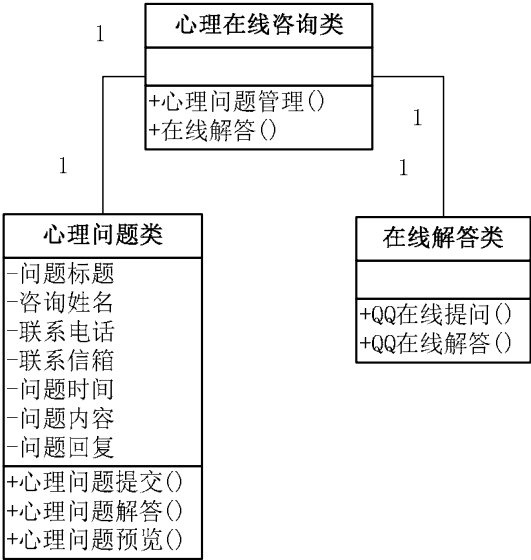 心理在线咨询类
+心理问题管理()
+在线解答()
1
1
1
1
心理问题类
-问题标题
-咨询姓名
-联系电话
-联系信箱
-问题时间
-问题内容
-问题回复
+心理问题提交()
+心理问题解答()
+心理问题预览()
在线解答类
+QQ在线提问()
+QQ在线解答()